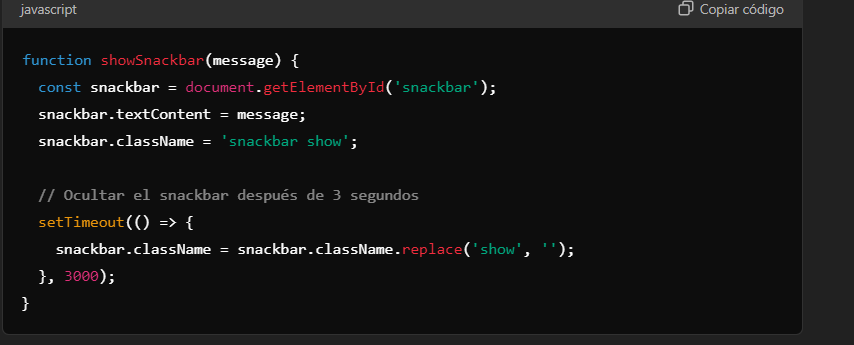 javascript
Copiar código
function showSnackbar(message) {
  const snackbar = document.getElementById('snackbar');
  snackbar.textContent = message;
  snackbar.className = 'snackbar show';

  // Ocultar el snackbar después de 3 segundos
  setTimeout(() => {
    snackbar.className = snackbar.className.replace('show', '');
  }, 3000);
}